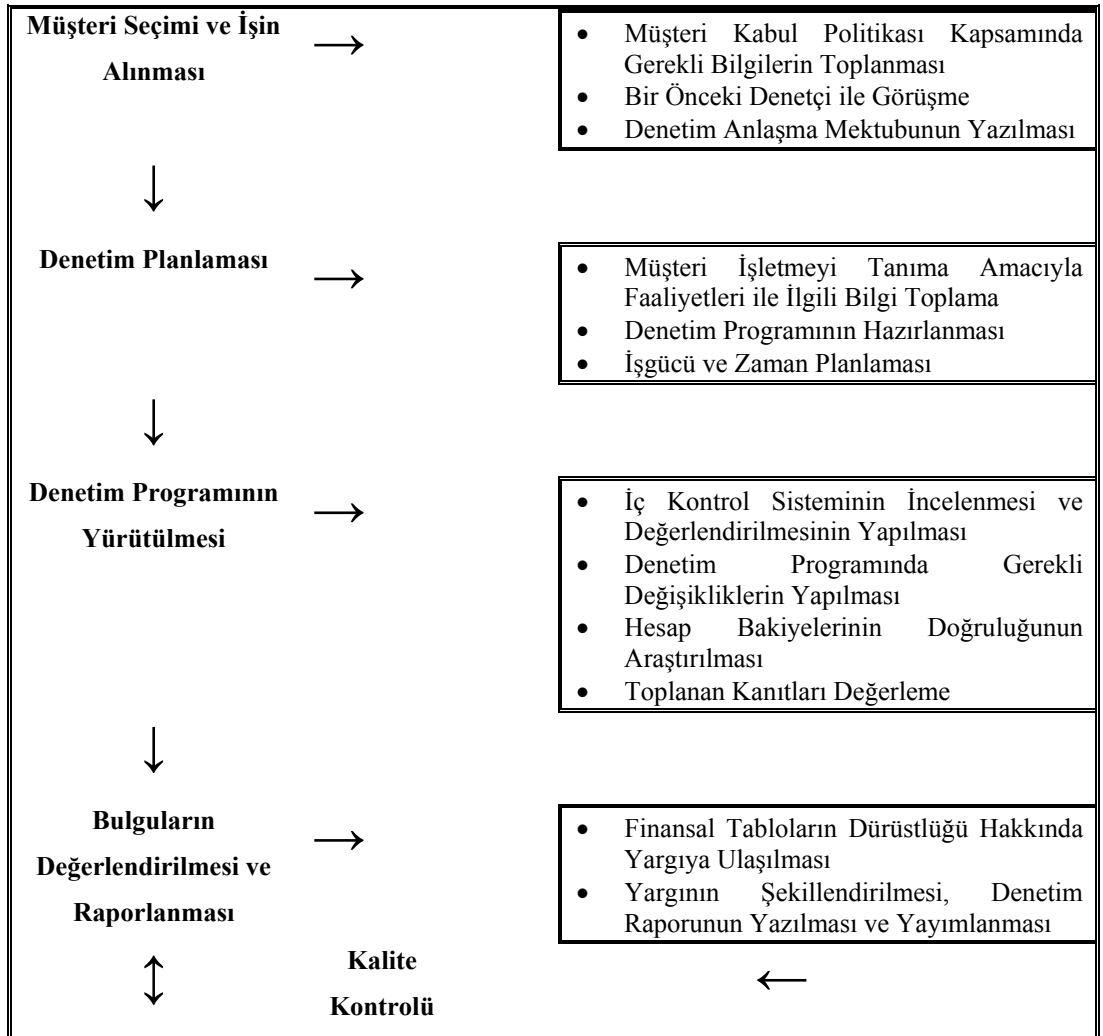 Müşteri Seçimi ve İşin
Alınması
→
• Müşteri Kabul Politikası Kapsamında
Gerekli Bilgilerin Toplanması
• Bir Önceki Denetçi ile Görüşme
• Denetim Anlaşma Mektubunun Yazılması
↓
Denetim Planlaması
→
• Müşteri İşletmeyi Tanıma Amacıyla
Faaliyetleri ile İlgili Bilgi Toplama
• Denetim Programının Hazırlanması
• İşgücü ve Zaman Planlaması
↓
Denetim Programının
Yürütülmesi
→
• İç Kontrol Sisteminin İncelenmesi ve
Değerlendirilmesinin Yapılması
• Denetim Programında Gerekli
Değişikliklerin Yapılması
• Hesap Bakiyelerinin Doğruluğunun
Araştırılması
• Toplanan Kanıtları Değerleme
↓
Bulguların
Değerlendirilmesi ve
Raporlanması
→
• Finansal Tabloların Dürüstlüğü Hakkında
Yargıya Ulaşılması
• Yargının Şekillendirilmesi, Denetim
Raporunun Yazılması ve Yayımlanması
↕
Kalite
Kontrolü
←